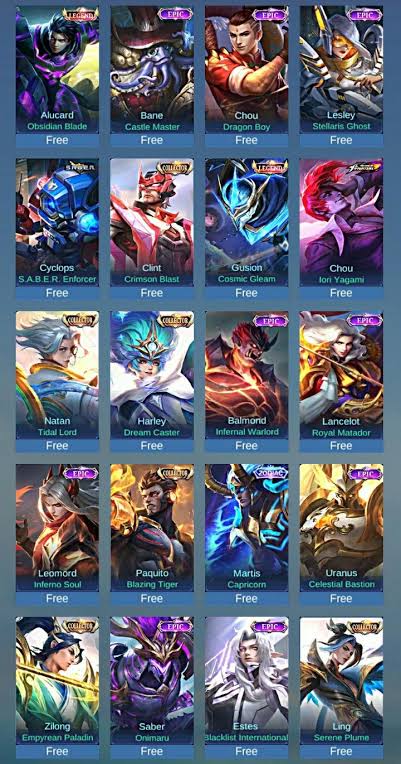 LEGEND
EPIC
EPIC
EPIC
Alucard
Bane
Chou
Lesley
Obsidian Blade
Castle Master
Dragon Boy
Stellaris Ghost
Free
Free
Free
Free
S.A.B.E.R.
COLLECTOR
LEGEND
Cyclops
Clint
Gusion
Chou
S.A.B.E.R. Enforcer
Crimson Blast
Cosmic Gleam
Iori Yagami
Free
Free
Free
Free
COLLECTOR
COLLECTOR
EPIC
EPIC
Natan
Harley
Balmond
Lancelot
Tidal Lord
Dream Caster
Infernal Warlord
Royal Matador
Free
Free
Free
Free
EPIC
COLLECTOR
ZODIAC
EPIC
Leomord
Paquito
Martis
Uranus
Inferno Soul
Blazing Tiger
Capricorn
Celestial Bastion
Free
Free
Free
Free
COLLECTOR
EPIC
EPIC
COLLECTOR
Zilong
Saber
Estes
Ling
Empyrean Paladin
Onimaru
Blacklist International
Serene Plume
Free
Free
Free
Free